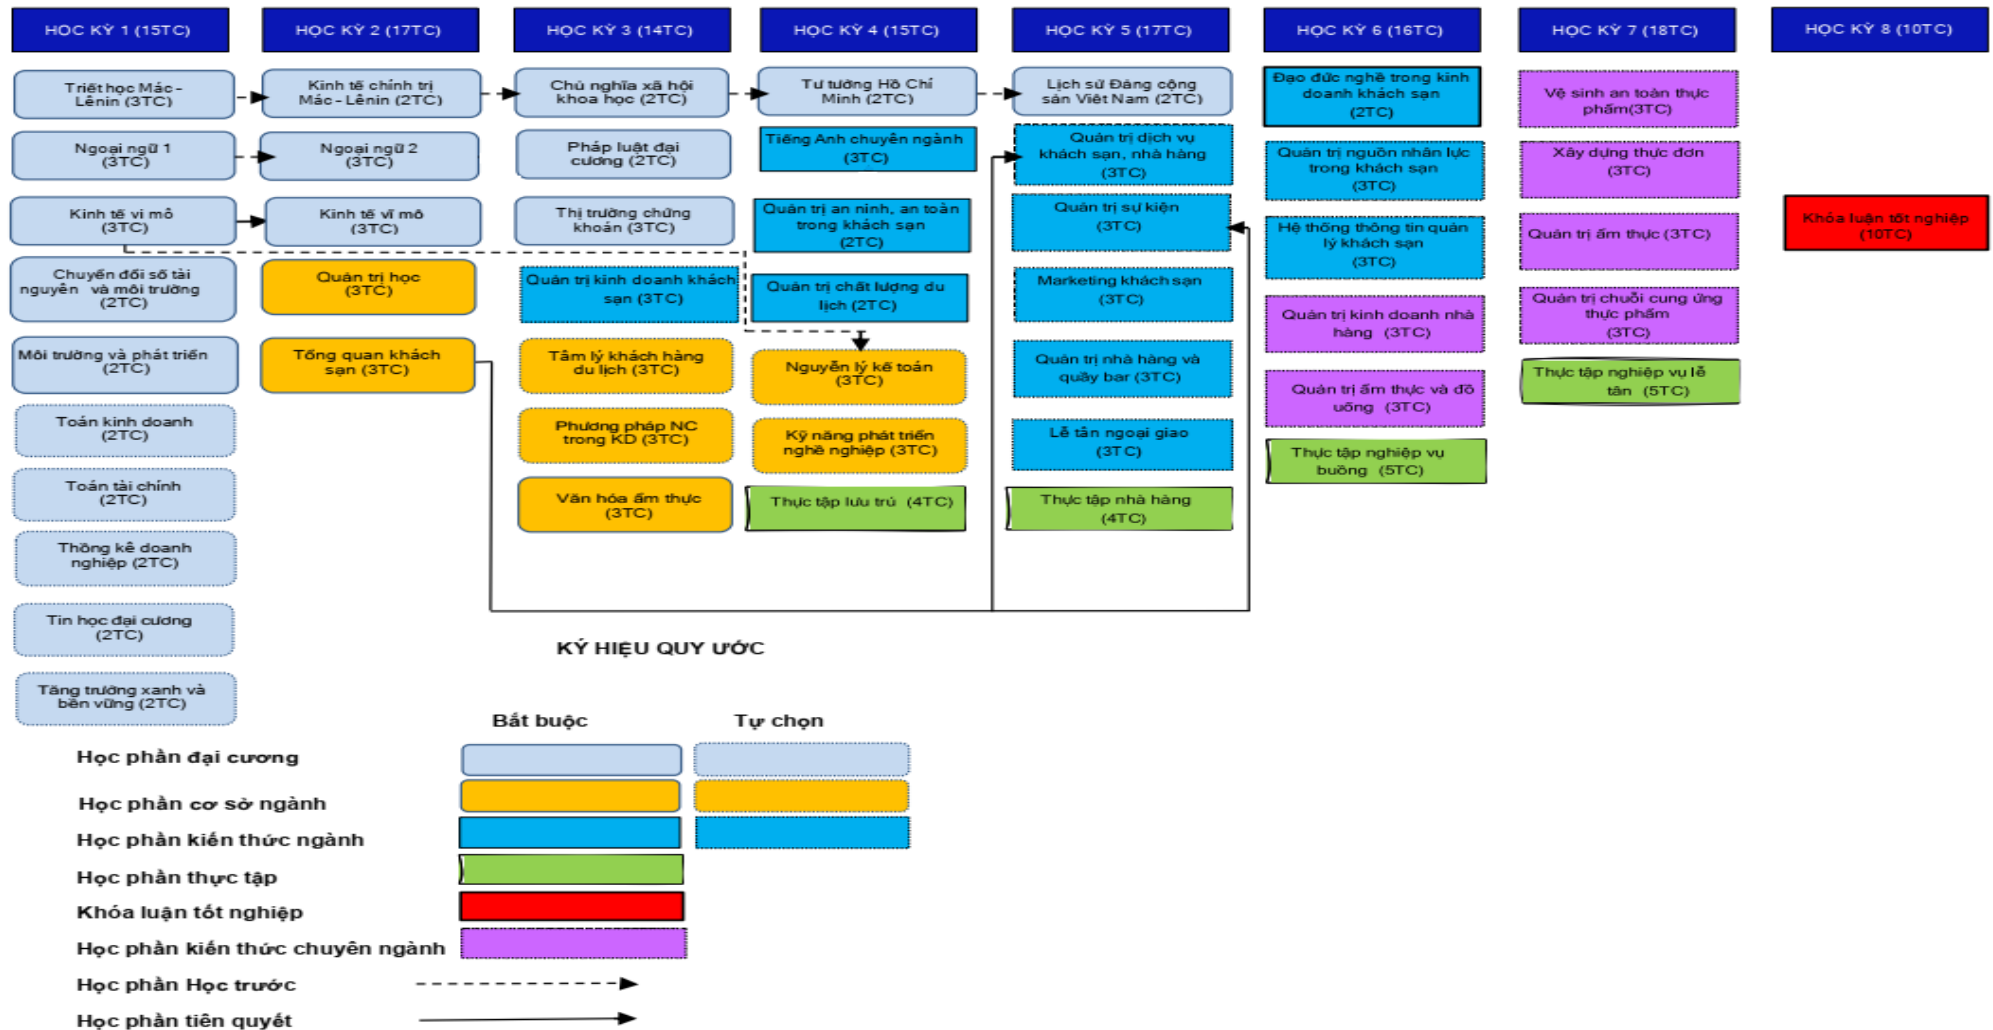 HỌC KỲ 1 (15TC)
HỌC KỲ 2 (17TC)
HỌC KỲ 3 (14TC)
HỌC KỲ 4 (15TC)
HỌC KỲ 5 (17TC)
HỌC KỲ 6 (16TC)
HỌC KỲ 7 (18TC)
HỌC KỲ 8 (10TC)
Triết học Mác -
Lênin (3TC)
Ngoại ngữ 1
(3TC)
Kinh tế vi mô
(3TC)
Chuyển đổi số tài
nguyên và môi trường
(2TC)
Môi trường và phát triển
(2TC)
Toán kinh doanh
(2TC)
Toán tài chính
(2TC)
Thống kê doanh
nghiệp (2TC)
Tin học đại cương
(2TC)
Tăng trưởng xanh và
bền vững (2TC)
Kinh tế chính trị
Mác - Lênin (2TC)
Ngoại ngữ 2
(3TC)
Kinh tế vĩ mô
(3TC)
Quản trị học
(3TC)
Tổng quan khách
sạn (3TC)
Chủ nghĩa xã hội
khoa học (2TC)
Pháp luật đại
cương (2TC)
Thị trường chứng
khoán (3TC)
Quản trị kinh doanh khách
sạn (3TC)
Tâm lý khách hàng
du lịch (3TC)
Phương pháp NC
trong KD (3TC)
Văn hóa ẩm thực
(3TC)
Tư tưởng Hồ Chí
Minh (2TC)
Tiếng Anh chuyên ngành
(3TC)
Quản trị an ninh, an toàn
trong khách sạn
(2TC)
Quản trị chất lượng du
lịch (2TC)
Nguyên lý kế toán
(3TC)
Kỹ năng phát triển
nghề nghiệp (3TC)
Thực tập lưu trú (4TC)
Lịch sử Đảng cộng
sản Việt Nam (2TC)
Quản trị dịch vụ
khách sạn, nhà hàng
(3TC)
Quản trị sự kiện
(3TC)
Marketing khách sạn
(3TC)
Quản trị nhà hàng và
quầy bar (3TC)
Lễ tân ngoại giao
(3TC)
Thực tập nhà hàng
(4TC)
Đạo đức nghề trong kinh
doanh khách sạn
(2TC)
Quản trị nguồn nhân lực
trong khách sạn
(3TC)
Hệ thống thông tin quản
lý khách sạn
(3TC)
Quản trị kinh doanh nhà
hàng (3TC)
Quản trị ẩm thực và đồ
uống (3TC)
Thực tập nghiệp vụ
buồng (5TC)
Vệ sinh an toàn thực
phẩm(3TC)
Xây dựng thực đơn
(3TC)
Quản trị ẩm thực (3TC)
Quản trị chuỗi cung ứng
thực phẩm
(3TC)
Thực tập nghiệp vụ lễ
tân (5TC)
Khóa luận tốt nghiệp
(10TC)
KÝ HIỆU QUY ƯỚC
Bắt buộc
Tự chọn
Học phần đại cương
Học phần cơ sở ngành
Học phần kiến thức ngành
Học phần thực tập
Khóa luận tốt nghiệp
Học phần kiến thức chuyên ngành
Học phần Học trước
Học phần tiên quyết